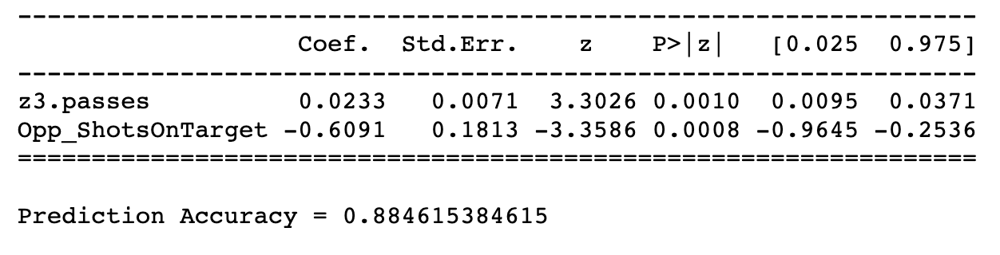 -----------------------------------------------------------------
Coef. Std.Err. z P>|z| [0.025 0.975]
-----------------------------------------------------------------
z3.passes 0.0233 0.0071 3.3026 0.0010 0.0095 0.0371
Opp_ShotsOnTarget -0.6091 0.1813 -3.3586 0.0008 -0.9645 -0.2536
=================================================================
Prediction Accuracy = 0.884615384615